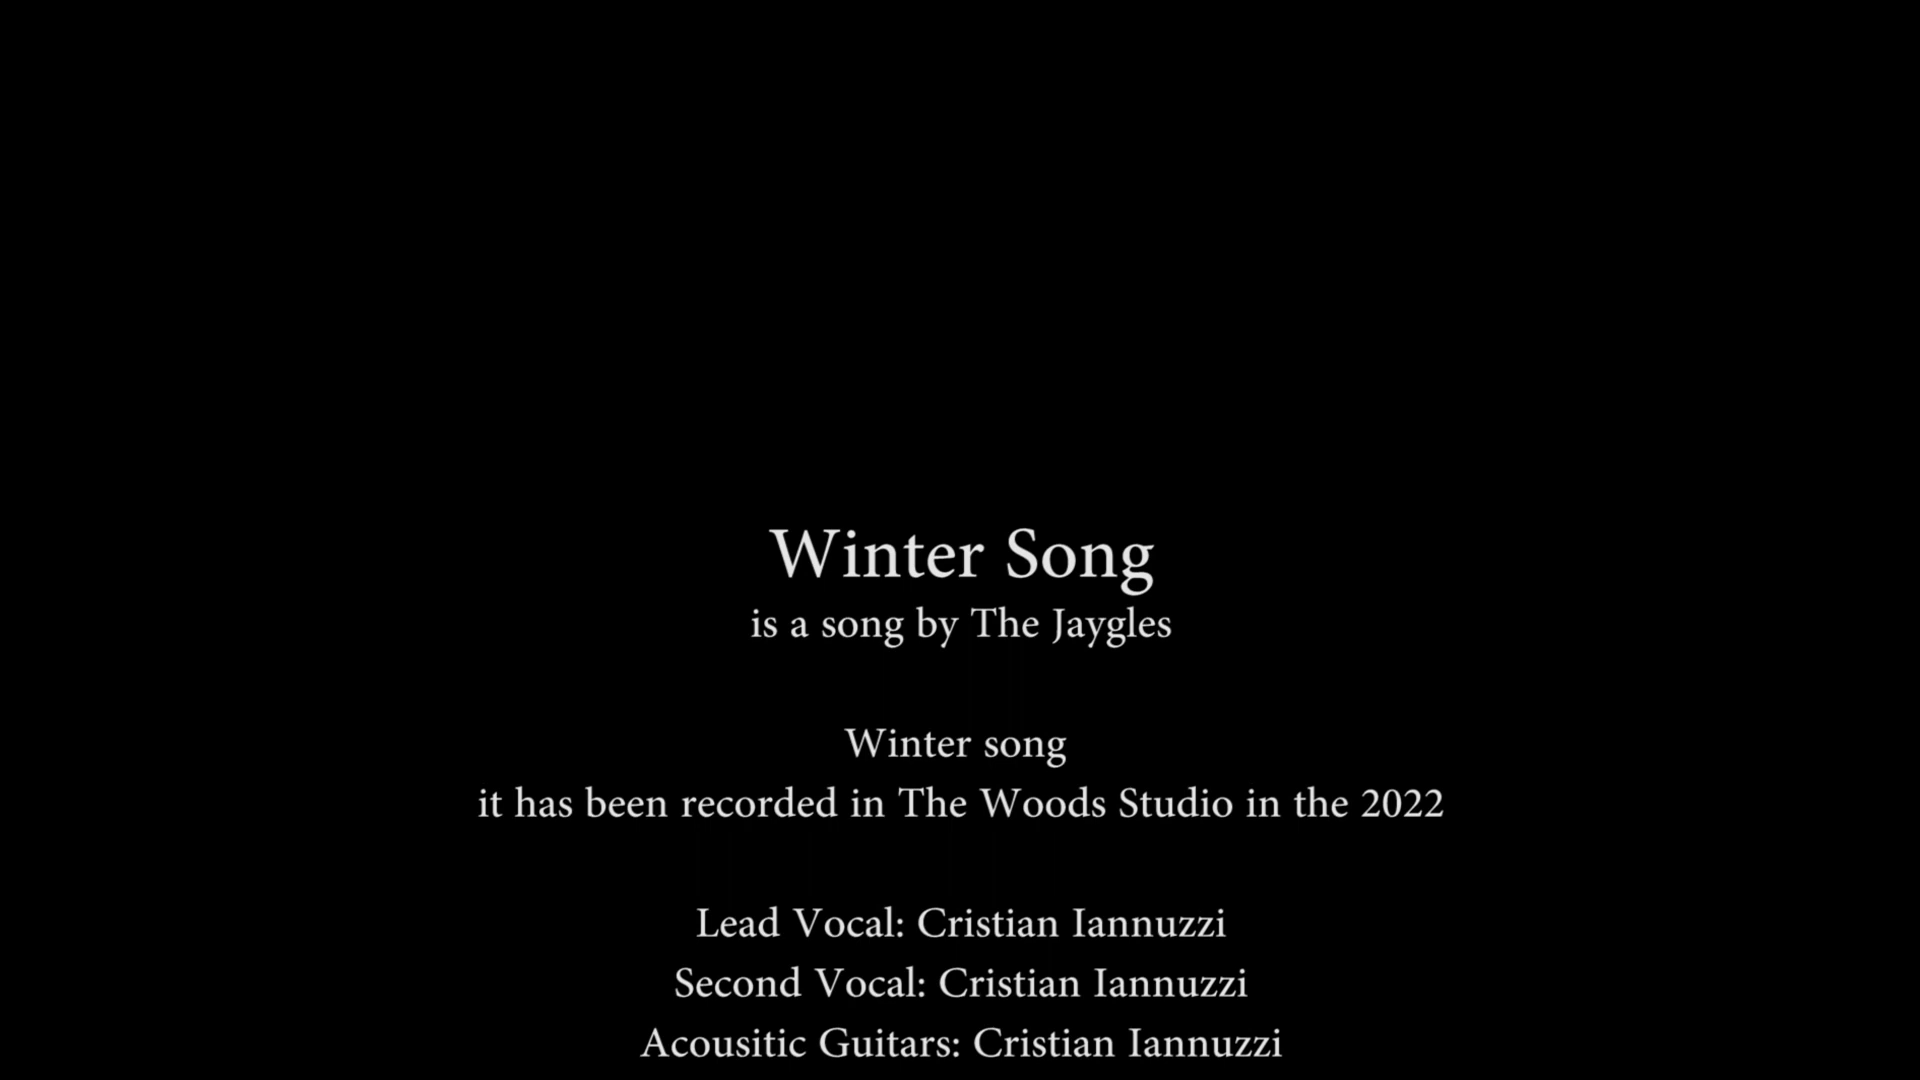 Winter Song
is a song by The Jaygles
Winter song
it has been recorded in The Woods Studio in the 2022
Lead Vocal: Cristian Iannuzzi
Second Vocal: Cristian Iannuzzi
Acousitic Guitars: Cristian Iannuzzi